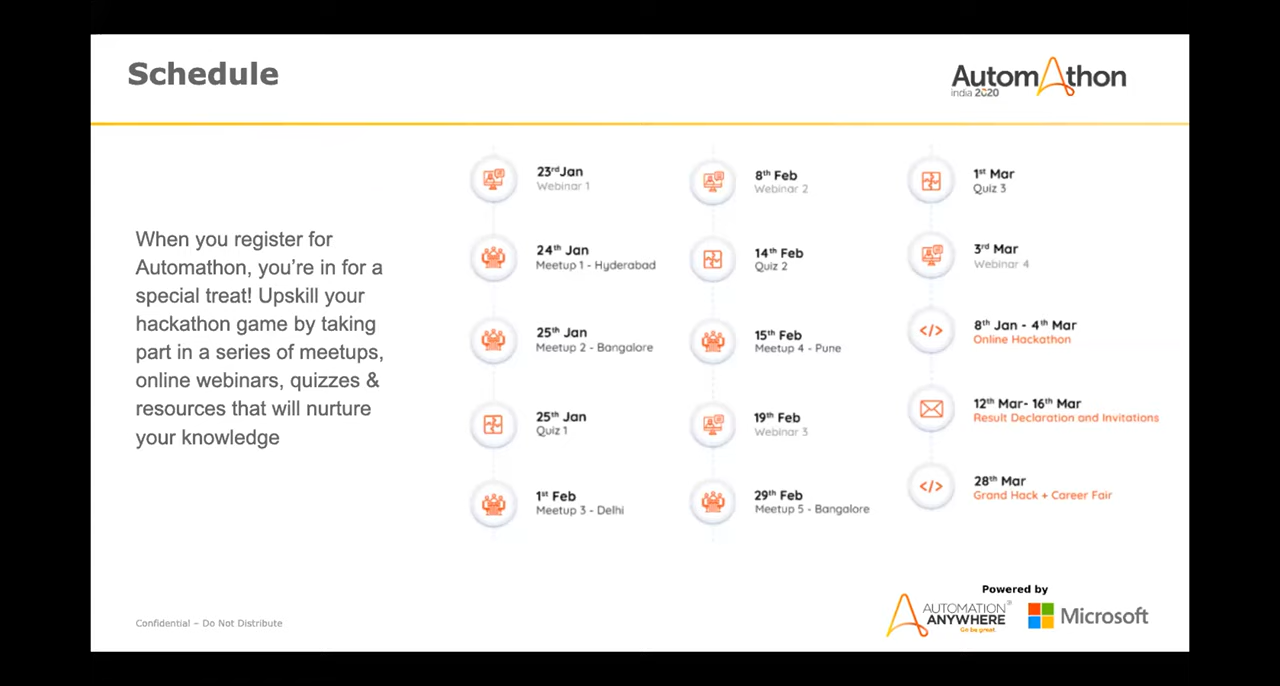 Schedule
AutomAthon
india 2020
When you register for
Automathon, you’re in for a
special treat! Upskill your
hackathon game by taking
part in a series of meetups,
online webinars, quizzes &
resources that will nurture
your knowledge
23rd Jan
Webinar 1
24th Jan
Meetup 1 - Hyderabad
25th Jan
Meetup 2 - Bangalore
25th Jan
Quiz 1
1st Feb
Meetup 3 - Delhi
8th Feb
Webinar 2
14th Feb
Quiz 2
15th Feb
Meetup 4 - Pune
19th Feb
Webinar 3
29th Feb
Meetup 5 - Bangalore
1st Mar
Quiz 3
3rd Mar
Webinar 4
8th Jan - 4th Mar
Online Hackathon
12th Mar- 16th Mar
Result Declaration and Invitations
28th Mar
Grand Hack + Career Fair
Powered by
AUTOMATION
ANYWHERE
Go be great.
Microsoft
Confidential – Do Not Distribute